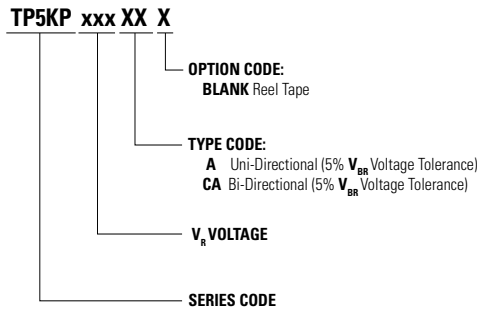 TP5KP xxx XX X
OPTION CODE:
BLANK Reel Tape
TYPE CODE:
A Uni-Directional (5% VBR Voltage Tolerance)
CA Bi-Directional (5% VBR Voltage Tolerance)
VR VOLTAGE
SERIES CODE